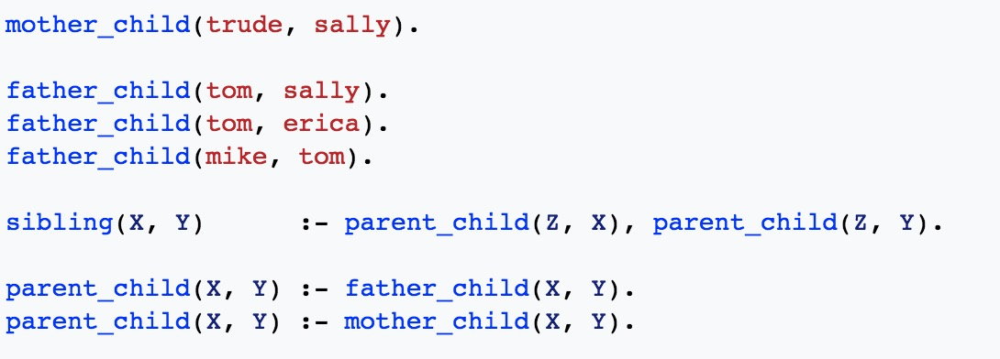 mother_child(trude, sally).
father_child(tom, sally).
father_child(tom, erica).
father_child(mike, tom).
sibling(X, Y)      :- parent_child(Z, X), parent_child(Z, Y).
parent_child(X, Y) :- father_child(X, Y).
parent_child(X, Y) :- mother_child(X, Y).